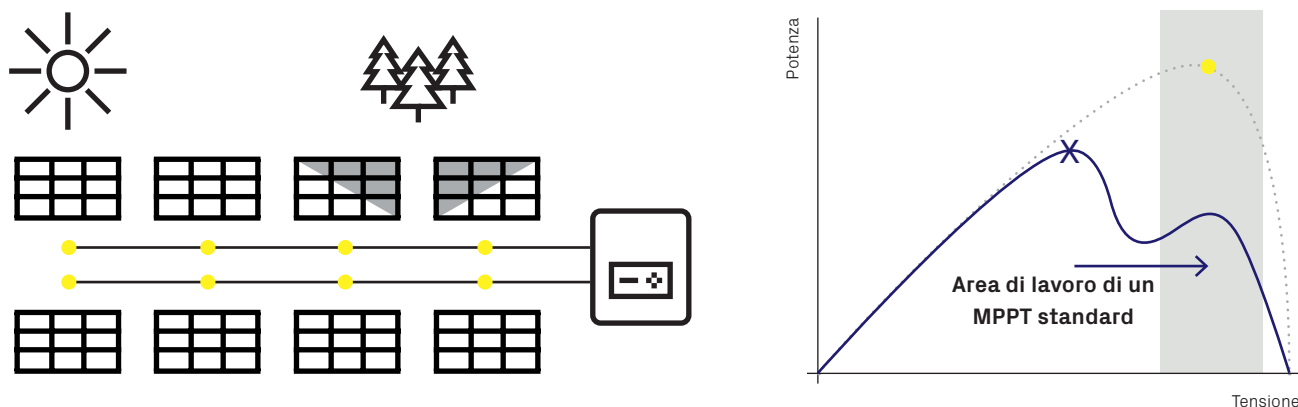 Potenza
Area di lavoro di un
MPPT standard
Tensione